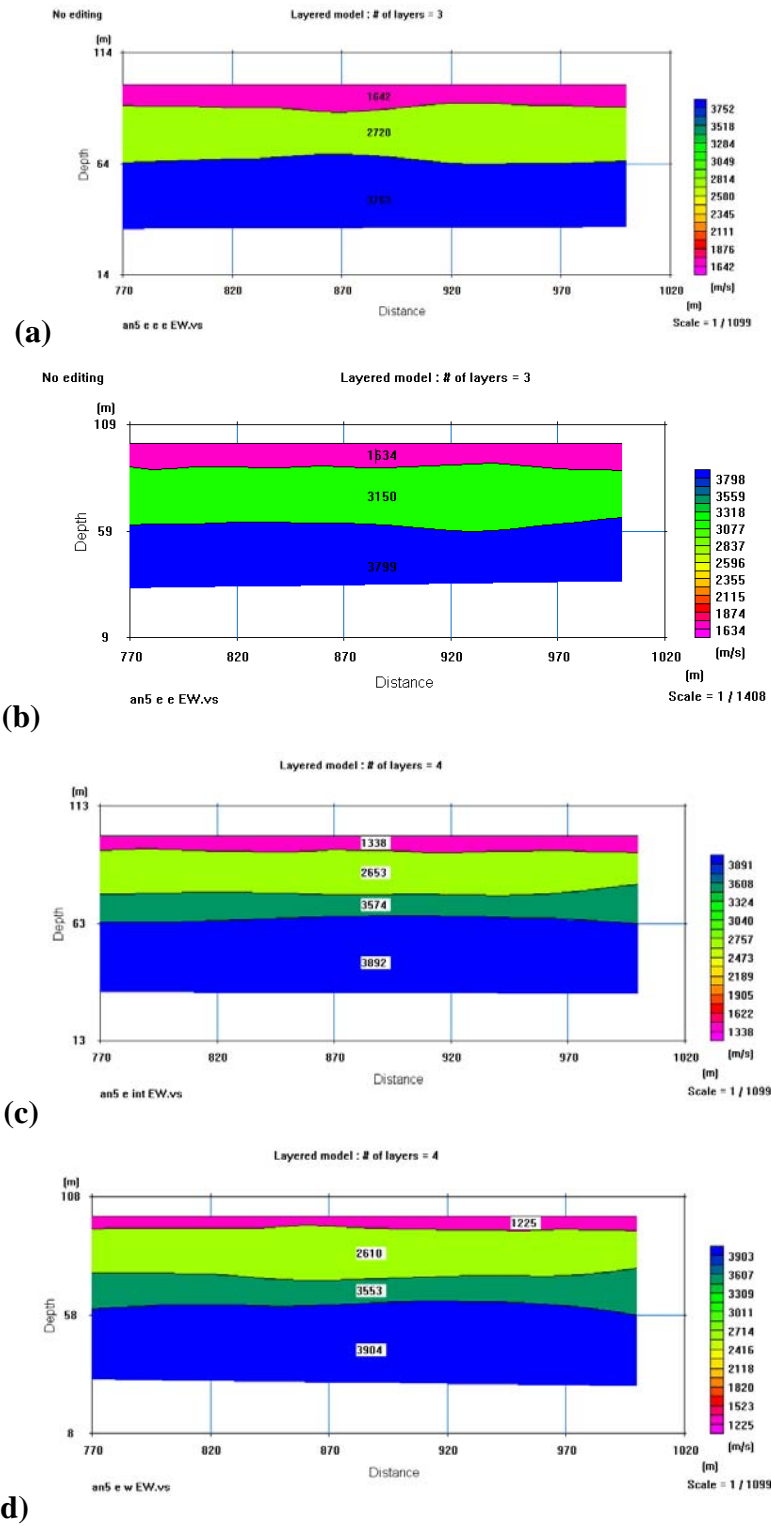 No editing Layered model : # of layers = 3
[m]
114
1642
2720
64
Depth
14
770 820 870 920 970 1020
Distance
[m]
an5 e e e EW.vs
Scale = 1 / 1099
3752
3518
3284
3049
2814
2580
2345
2111
1876
1642
[m/s]
(a)
No editing Layered model : # of layers = 3
[m]
109
1634
3150
59
3799
Depth
9
770 820 870 920 970 1020
Distance
[m]
an5 e e EW.vs
Scale = 1 / 1408
3798
3559
3318
3077
2837
2596
2355
2115
1874
1634
[m/s]
(b)
Layered model : # of layers = 4
[m]
113
1338
2653
3574
63
3892
Depth
13
770 820 870 920 970 1020
Distance
[m]
an5 e int EW.vs
Scale = 1 / 1099
3891
3608
3324
3040
2757
2473
2189
1905
1622
1338
[m/s]
(c)
Layered model : # of layers = 4
[m]
108
1225
2610
3553
58
3904
Depth
8
770 820 870 920 970 1020
Distance
[m]
an5 e w EW.vs
Scale = 1 / 1099
3903
3607
3309
3011
2714
2416
2118
1820
1523
1225
[m/s]
d)